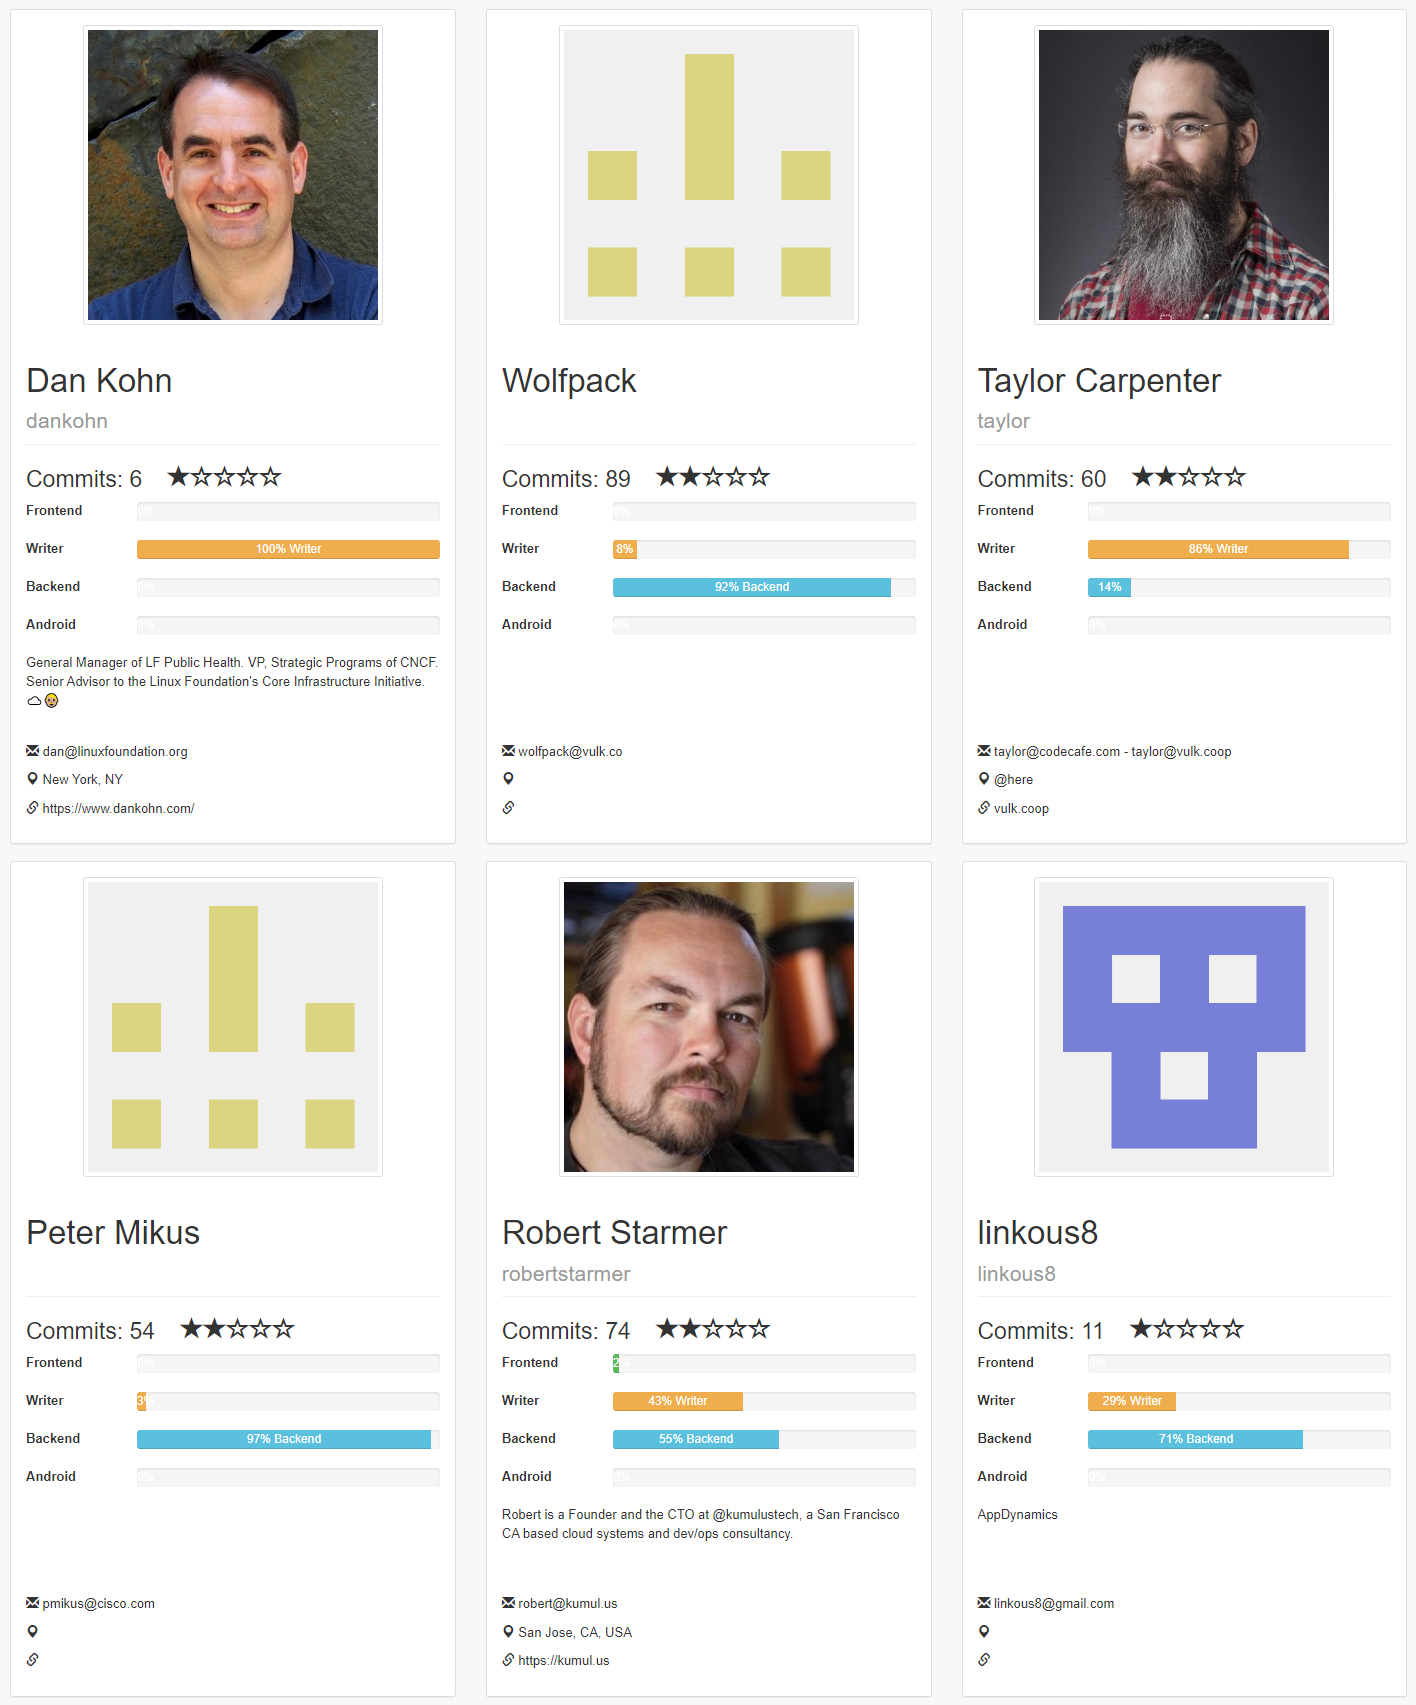 Dan Kohn
dankohn
Commits: 6 ★☆☆☆☆
Frontend 0%
Writer 100% Writer
Backend 0%
Android 0%
General Manager of LF Public Health. VP, Strategic Programs of CNCF.
Senior Advisor to the Linux Foundation's Core Infrastructure Initiative.
dan@linuxfoundation.org
New York, NY
https://www.dankohn.com/
Wolfpack
Commits: 89 ★★☆☆☆
Frontend 0%
Writer 8%
Backend 92% Backend
Android 0%
wolfpack@vulk.co
Taylor Carpenter
taylor
Commits: 60 ★★☆☆☆
Frontend 0%
Writer 86% Writer
Backend 14%
Android 0%
taylor@codecafe.com - taylor@vulk.coop
@here
vulk.coop
Peter Mikus
Commits: 54 ★★☆☆☆
Frontend 0%
Writer 3%
Backend 97% Backend
Android 0%
pmikus@cisco.com
Robert Starmer
robertstarmer
Commits: 74 ★★☆☆☆
Frontend 2
Writer 43% Writer
Backend 55% Backend
Android 0%
Robert is a Founder and the CTO at @kumulustech, a San Francisco
CA based cloud systems and dev/ops consultancy.
robert@kumul.us
San Jose, CA, USA
https://kumul.us
linkous8
linkous8
Commits: 11 ★☆☆☆☆
Frontend 0%
Writer 29% Writer
Backend 71% Backend
Android 0%
AppDynamics
linkous8@gmail.com